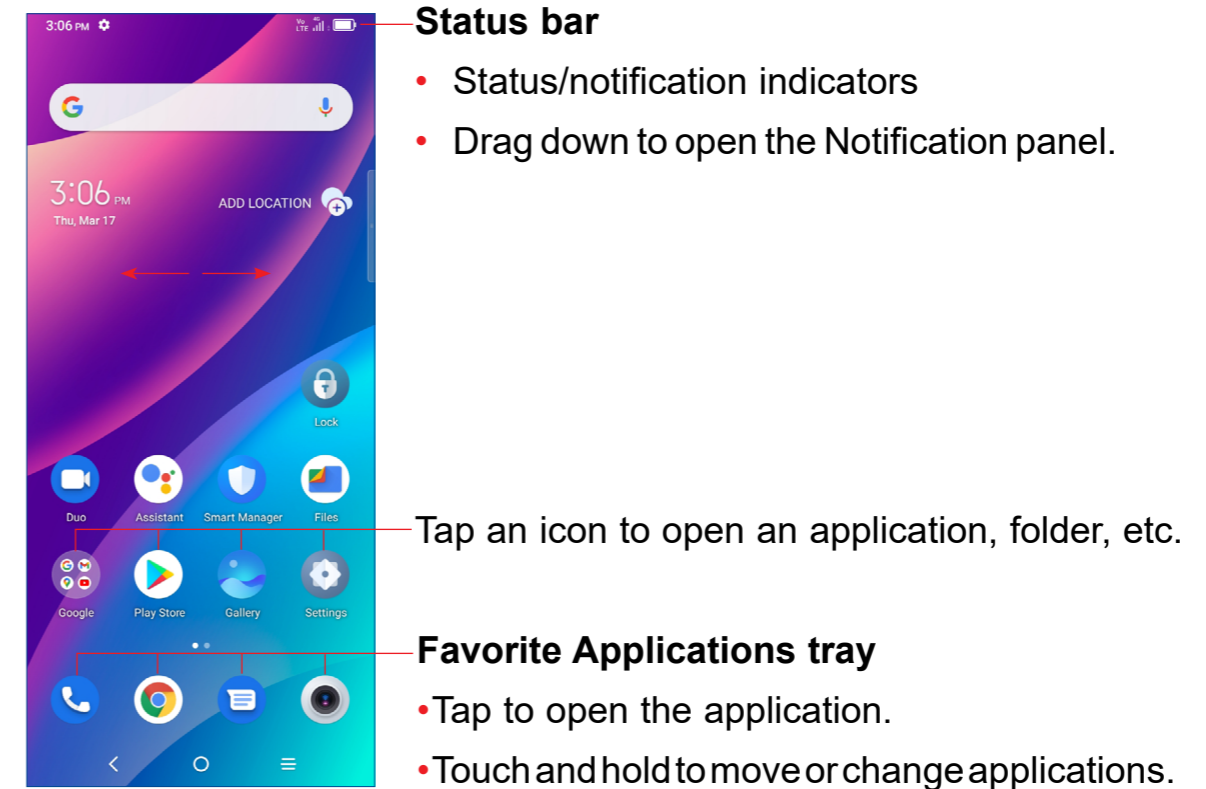 3:06 PM
Vo LTE 4G
Status bar
• Status/notification indicators
• Drag down to open the Notification panel.
G
3:06 PM
ADD LOCATION
Thu, Mar 17
Lock
Duo Assistant Smart Manager Files
Tap an icon to open an application, folder, etc.
Google Play Store Gallery Settings
Favorite Applications tray
•Tap to open the application.
•Touch and hold to move or change applications.